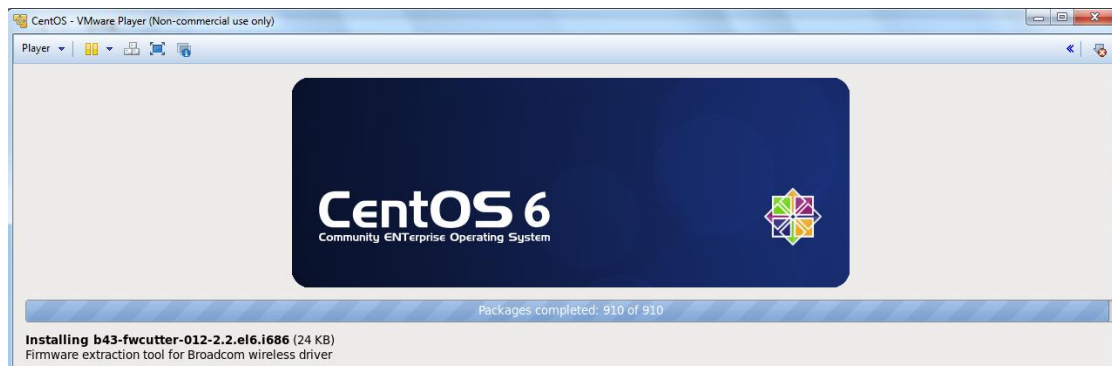 CentOS - VMware Player (Non-commercial use only)
Player
CentOS 6
Community ENTerprise Operating System
Packages completed: 910 of 910
Installing b43-fwcutter-012-2.2.el6.i686 (24 KB)
Firmware extraction tool for Broadcom wireless driver